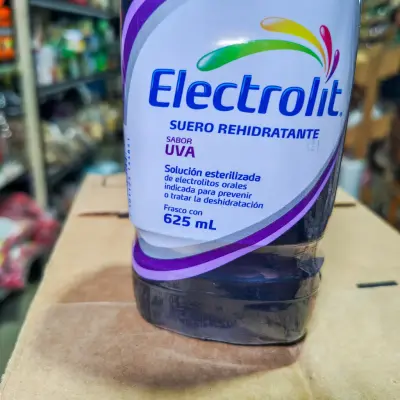 Electrolit
SUERO REHIDRATANTE
SABOR
UVA
Solución esterilizada
de electrolitos orales
indicada para prevenir
o tratar la deshidratación
Frasco con
625 mL